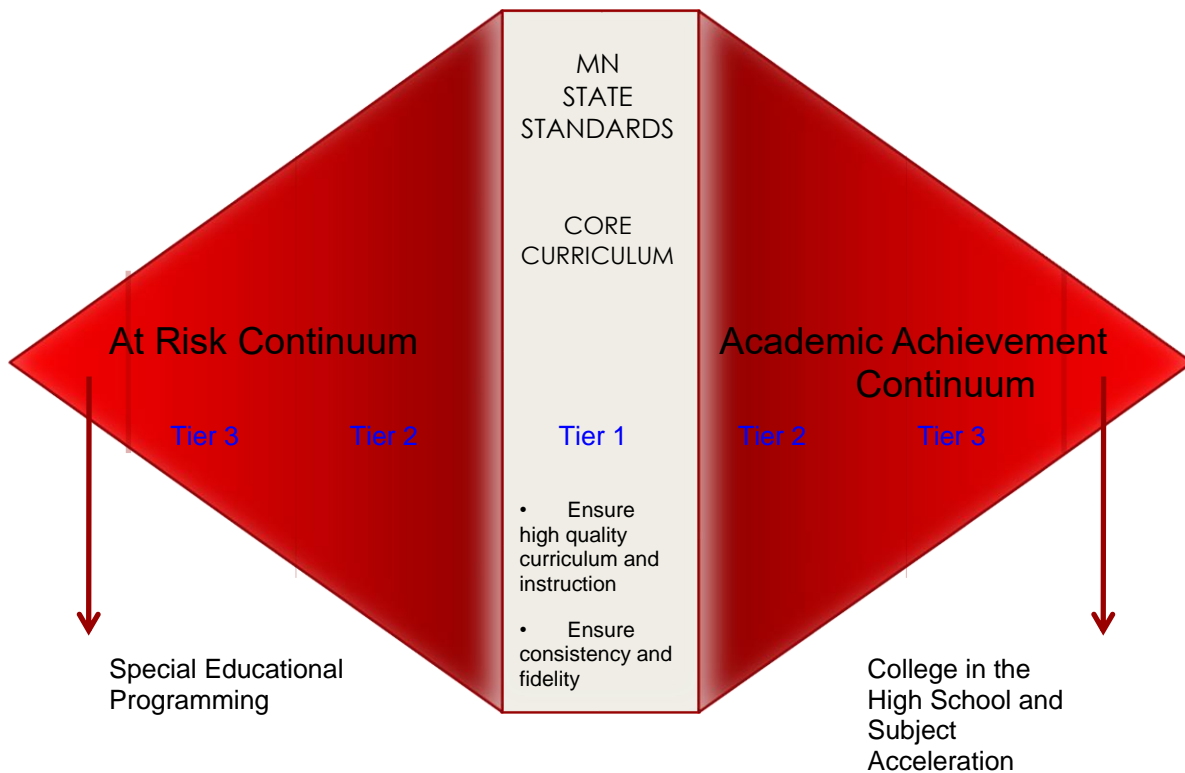 MN
STATE
STANDARDS
CORE
CURRICULUM
At Risk Continuum
Academic Achievement
Continuum
Tier 3
Tier 2
Tier 1
Tier 2
Tier 3
• Ensure
high quality
curriculum and
instruction
• Ensure
consistency and
fidelity
Special Educational
Programming
College in the
High School and
Subject
Acceleration